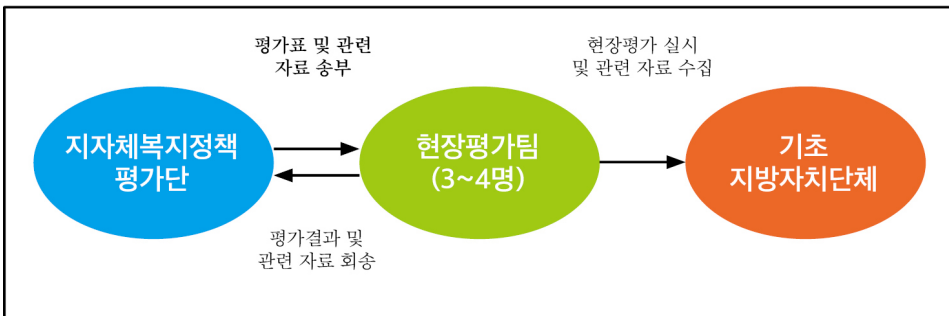 평가표 및 관련
자료 송부
현장평가 실시
및 관련 자료 수집
지자체복지정책
평가단
현장평가팀
(3~4명)
기초
지방자치단체
평가결과 및
관련 자료 회송